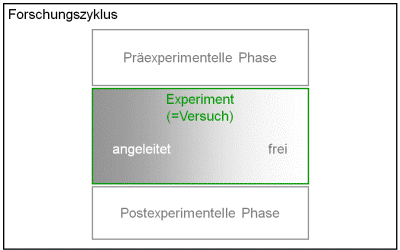 Forschungszyklus
Präexperimentelle Phase
Experiment
(=Versuch)
angeleitet frei
Postexperimentelle Phase